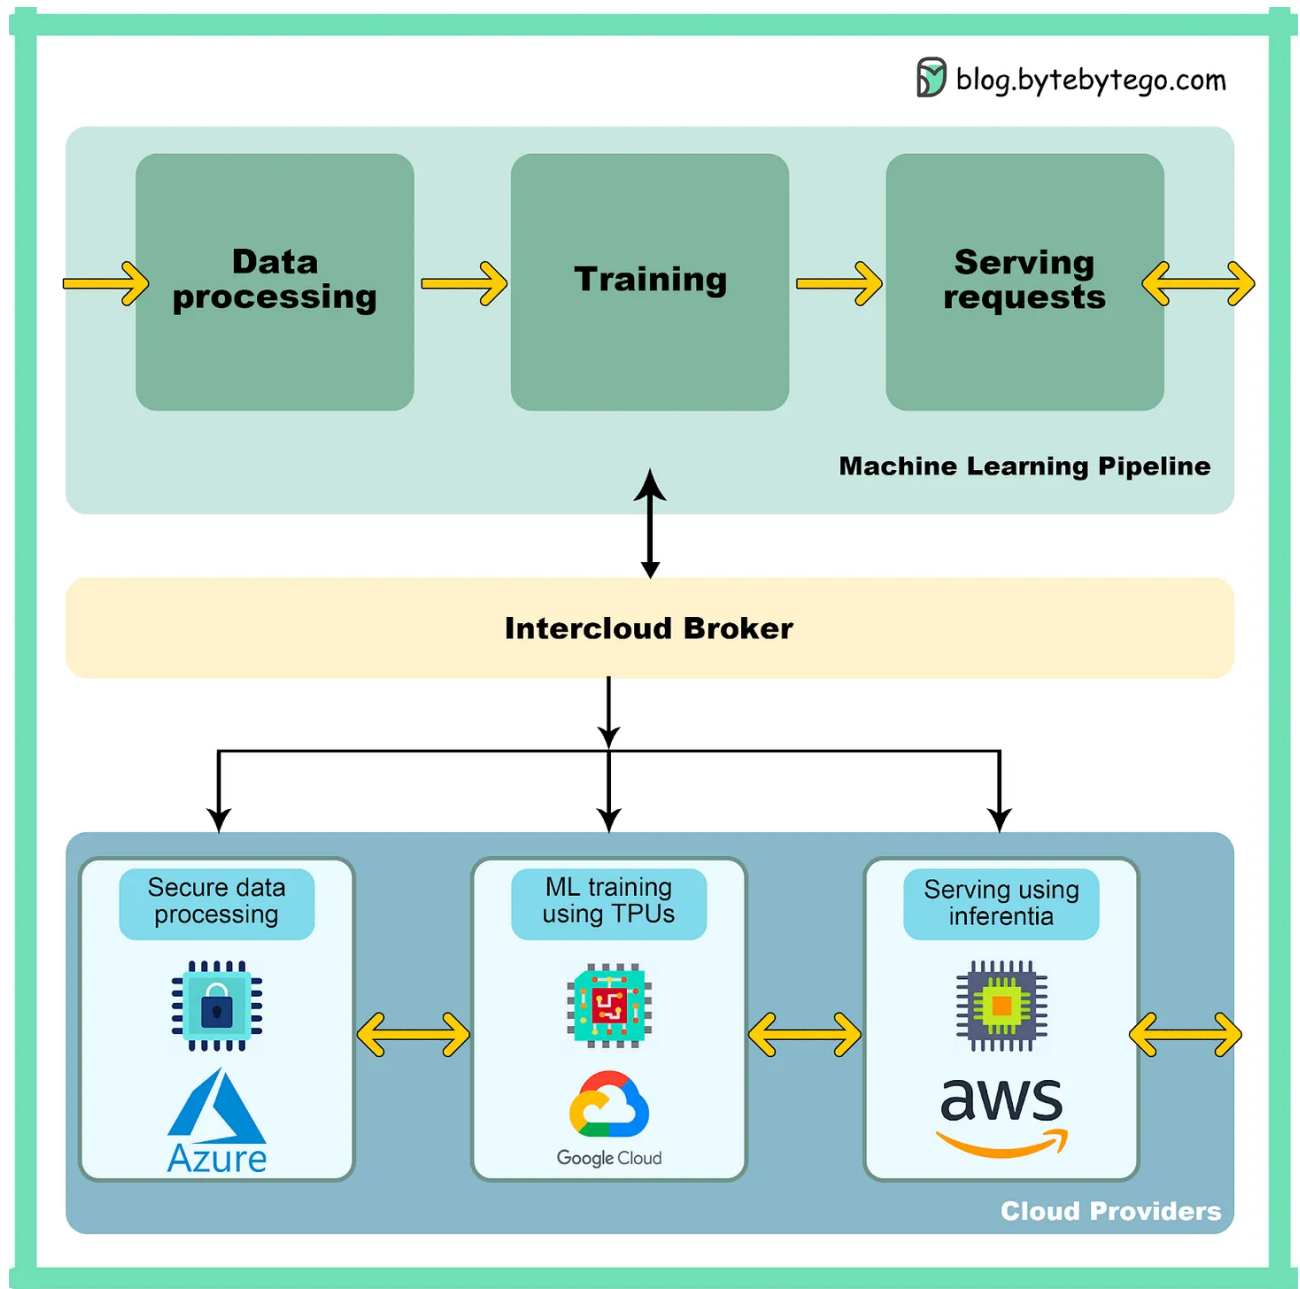 blog.bytebytego.com
Data
processing
Training
Serving
requests
Machine Learning Pipeline
Intercloud Broker
Secure data
processing
ML training
using TPUs
Serving using
inferentia
Azure
Google Cloud
aws
Cloud Providers